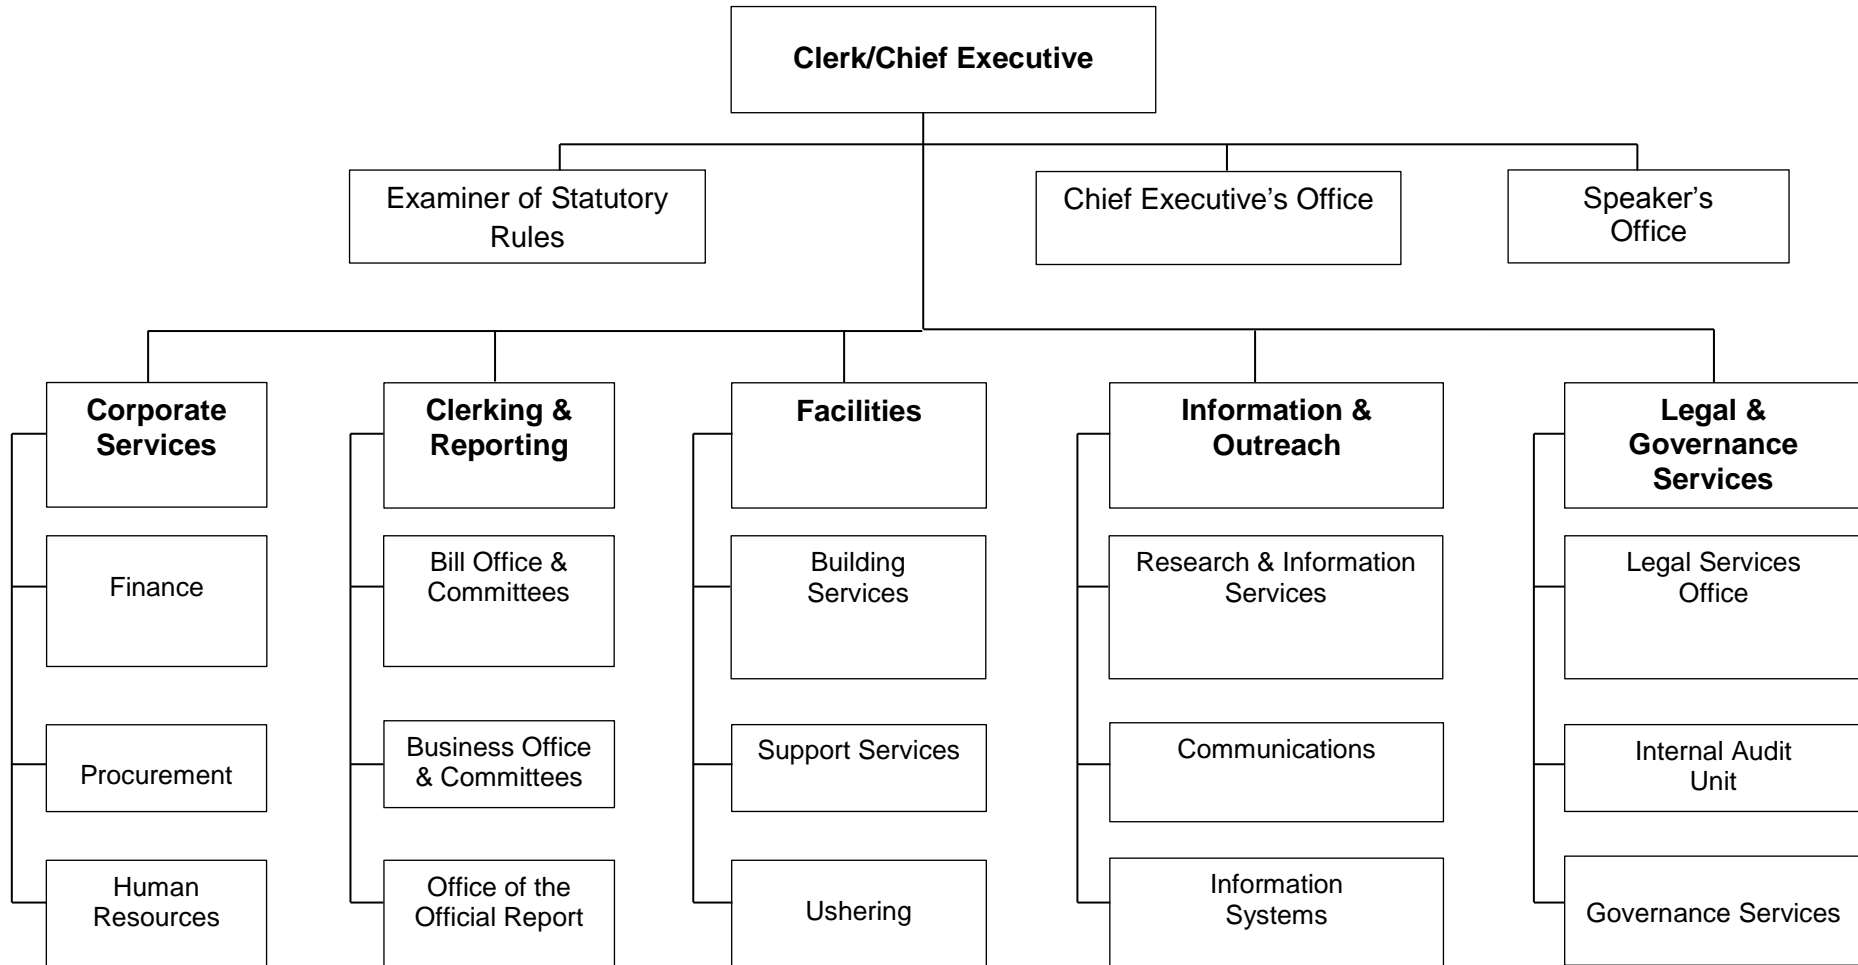 Clerk/Chief Executive
Examiner of Statutory
Rules
Chief Executive’s Office
Speaker’s
Office
Corporate
Services
Clerking &
Reporting
Facilities
Information &
Outreach
Legal &
Governance
Services
Finance
Bill Office &
Committees
Building
Services
Research & Information
Services
Legal Services
Office
Procurement
Business Office
& Committees
Support Services
Communications
Internal Audit
Unit
Human
Resources
Office of the
Official Report
Ushering
Information
Systems
Governance Services